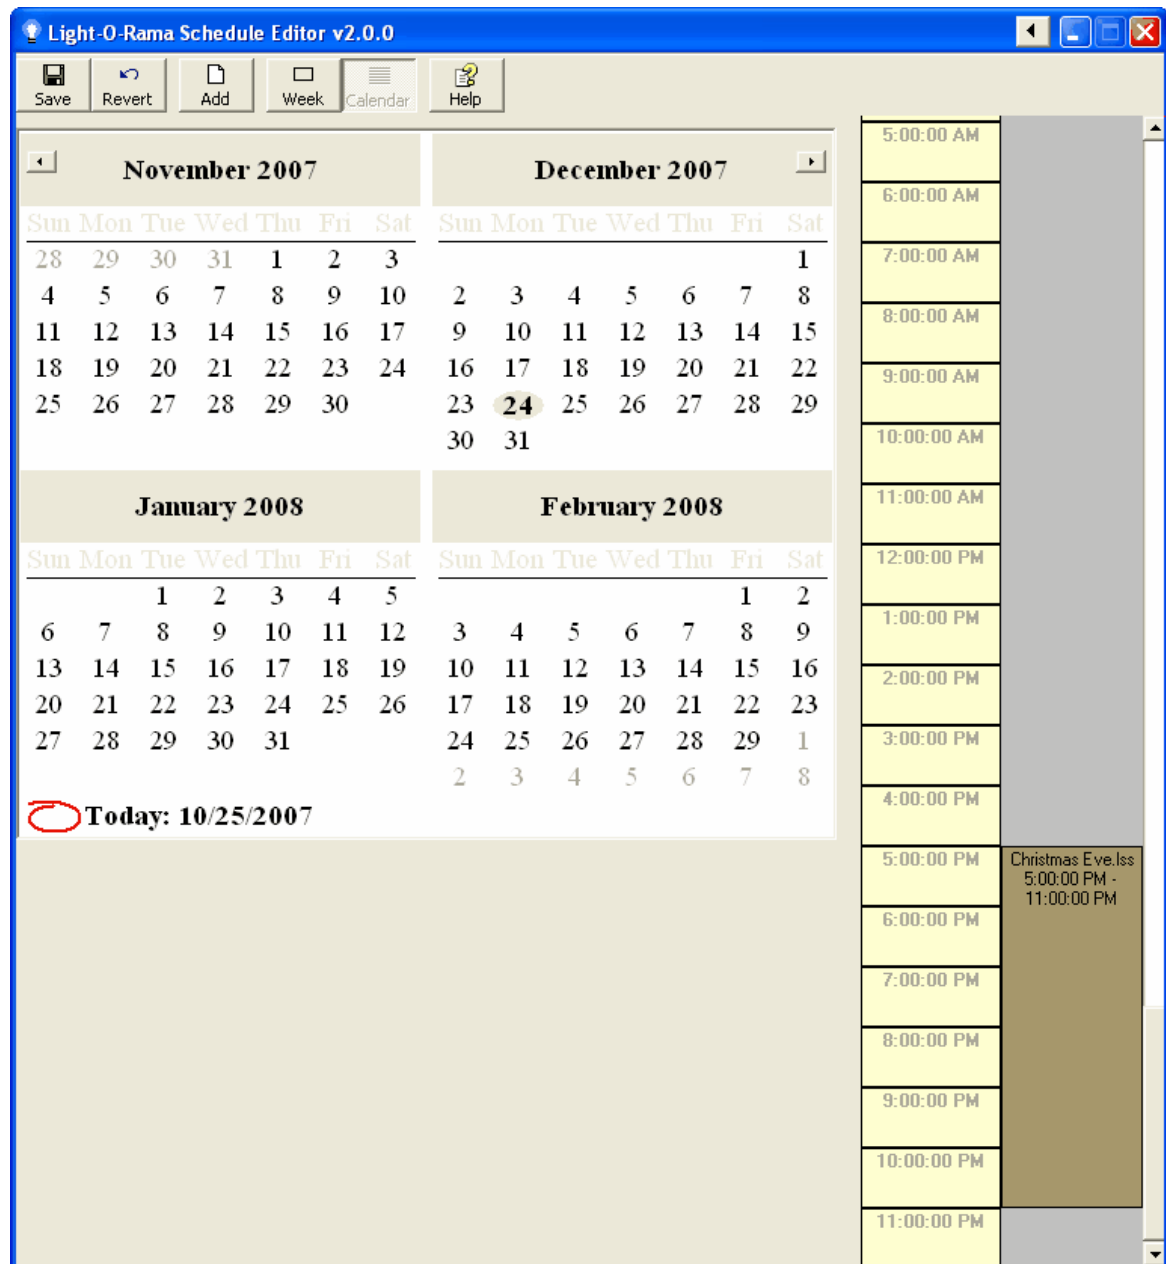 Light-O-Rama Schedule Editor v2.0.0
Save Revert Add Week Calendar Help
November 2007
Sun Mon Tue Wed Thu Fri Sat
28 29 30 31 1 2 3
4 5 6 7 8 9 10
11 12 13 14 15 16 17
18 19 20 21 22 23 24
25 26 27 28 29 30
December 2007
Sun Mon Tue Wed Thu Fri Sat
1
2 3 4 5 6 7 8
9 10 11 12 13 14 15
16 17 18 19 20 21 22
23 24 25 26 27 28 29
30 31
January 2008
Sun Mon Tue Wed Thu Fri Sat
1 2 3 4 5
6 7 8 9 10 11 12
13 14 15 16 17 18 19
20 21 22 23 24 25 26
27 28 29 30 31
February 2008
Sun Mon Tue Wed Thu Fri Sat
1 2
3 4 5 6 7 8 9
10 11 12 13 14 15 16
17 18 19 20 21 22 23
24 25 26 27 28 29 1
2 3 4 5 6 7 8
Today: 10/25/2007
5:00:00 AM
6:00:00 AM
7:00:00 AM
8:00:00 AM
9:00:00 AM
10:00:00 AM
11:00:00 AM
12:00:00 PM
1:00:00 PM
2:00:00 PM
3:00:00 PM
4:00:00 PM
5:00:00 PM
6:00:00 PM
7:00:00 PM
8:00:00 PM
9:00:00 PM
10:00:00 PM
11:00:00 PM
Christmas Eve.lss
5:00:00 PM -
11:00:00 PM